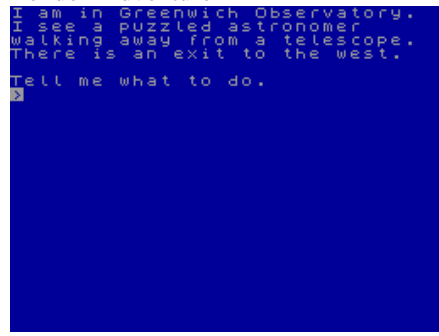 I am in Greenwich Observatory.
I see a puzzled astronomer
walking away from a telescope.
There is an exit to the west.
Tell me what to do.
>